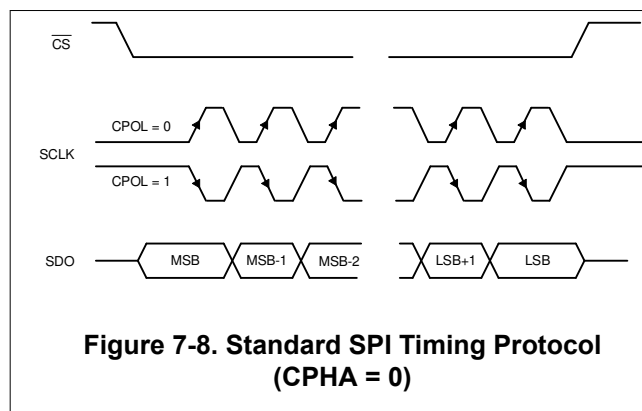 CS
CPOL = 0
SCLK
CPOL = 1
SDO
MSB
MSB-1
MSB-2
LSB+1
LSB
Figure 7-8. Standard SPI Timing Protocol
(CPHA = 0)